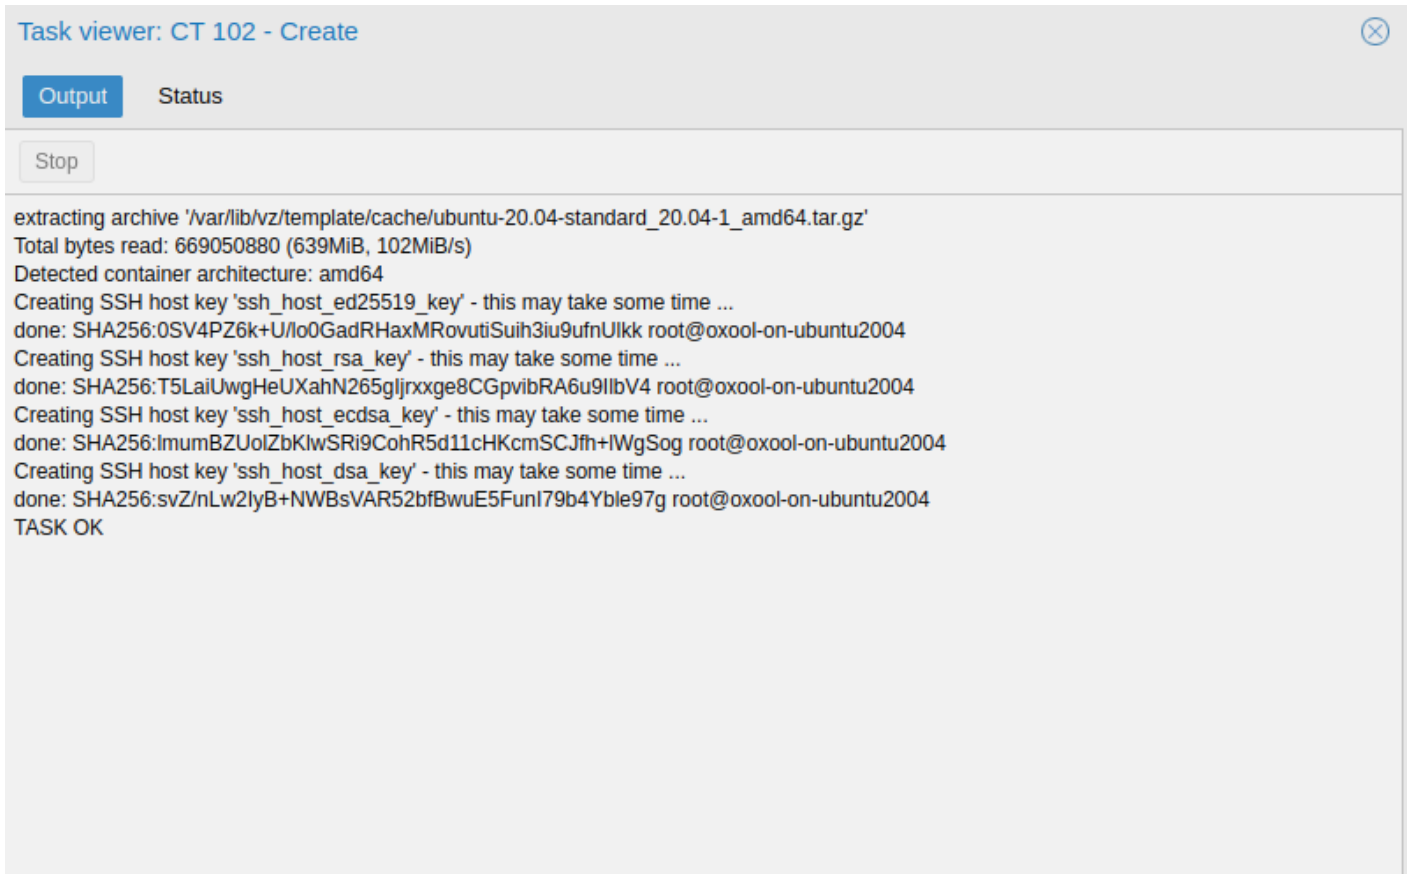 Task viewer: CT 102 - Create
Output Status
Stop
extracting archive '/var/lib/vz/template/cache/ubuntu-20.04-standard_20.04-1_amd64.tar.gz'
Total bytes read: 669050880 (639MiB, 102MiB/s)
Detected container architecture: amd64
Creating SSH host key 'ssh_host_ed25519_key' - this may take some time ...
done: SHA256:0SV4PZ6k+U/lo0GadRHaxMRovutiSuih3iu9ufnUlkk root@oxool-on-ubuntu2004
Creating SSH host key 'ssh_host_rsa_key' - this may take some time ...
done: SHA256:T5LaiUwgHeUXahN265gIjrxxge8CGpvibRA6u9IlbV4 root@oxool-on-ubuntu2004
Creating SSH host key 'ssh_host_ecdsa_key' - this may take some time ...
done: SHA256:lmumBZUolZbKlwSRi9CohR5d11cHKcmSCJfh+lWgSog root@oxool-on-ubuntu2004
Creating SSH host key 'ssh_host_dsa_key' - this may take some time ...
done: SHA256:svZ/nLw2IyB+NWBsVAR52bfBwuE5FunI79b4Yble97g root@oxool-on-ubuntu2004
TASK OK